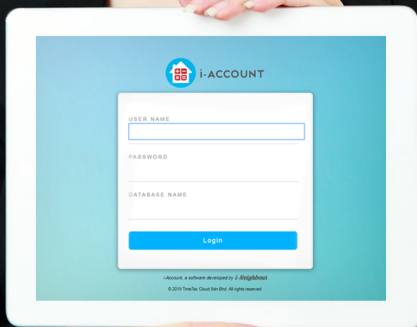 i-ACCOUNT
USER NAME
PASSWORD
DATABASE NAME
Login
i-Account, a software developed by i-Neighbour
© 2019 TimeTec Cloud Sdn Bhd. All rights reserved.